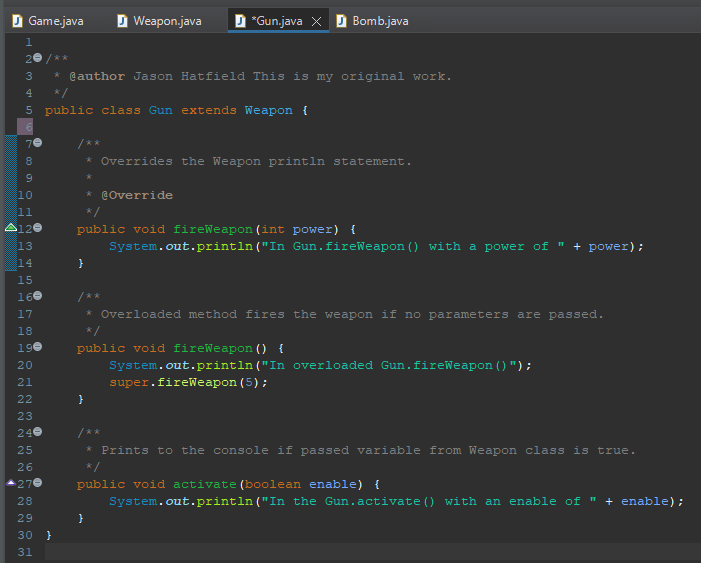 Game.java Weapon.java *Gun.java Bomb.java
1
2 /**
3 * @author Jason Hatfield This is my original work.
4 */
5 public class Gun extends Weapon {
6
7 /**
8 * Overrides the Weapon println statement.
9 *
10 * @Override
11 */
12 public void fireWeapon(int power) {
13 System.out.println("In Gun.fireWeapon() with a power of " + power);
14 }
15
16 /**
17 * Overloaded method fires the weapon if no parameters are passed.
18 */
19 public void fireWeapon() {
20 System.out.println("In overloaded Gun.fireWeapon()");
21 super.fireWeapon(5);
22 }
23
24 /**
25 * Prints to the console if passed variable from Weapon class is true.
26 */
27 public void activate(boolean enable) {
28 System.out.println("In the Gun.activate() with an enable of " + enable);
29 }
30 }
31